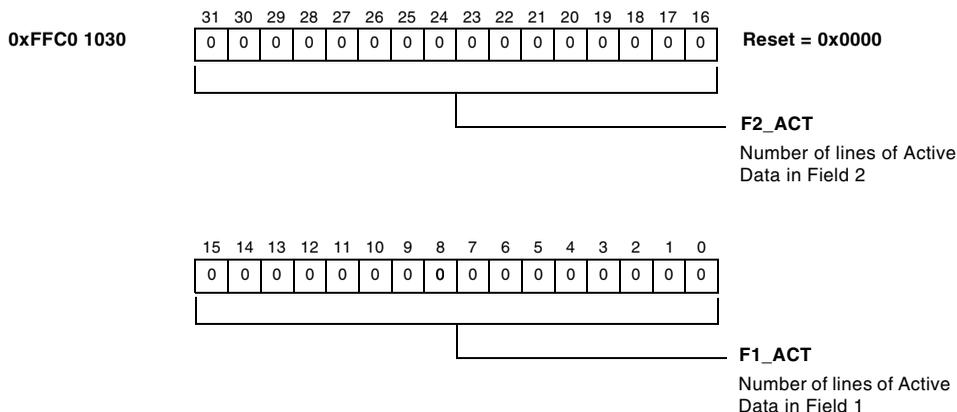 31 30 29 28 27 26 25 24 23 22 21 20 19 18 17 16
0xFFC0 1030 0 0 0 0 0 0 0 0 0 0 0 0 0 0 0 0 Reset = 0x0000
F2_ACT
Number of lines of Active
Data in Field 2
15 14 13 12 11 10 9 8 7 6 5 4 3 2 1 0
0 0 0 0 0 0 0 0 0 0 0 0 0 0 0 0
F1_ACT
Number of lines of Active
Data in Field 1